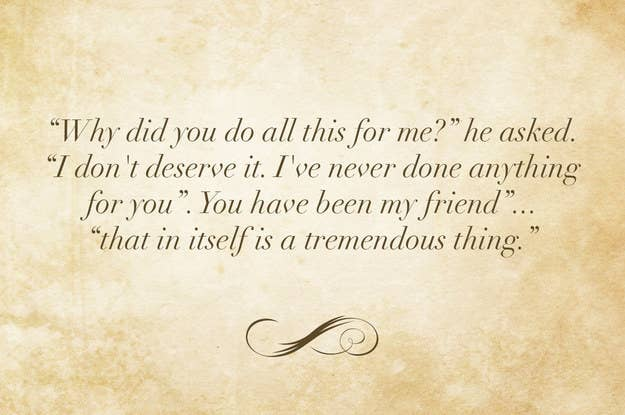 “Why did you do all this for me?” he asked.
“I don't deserve it. I've never done anything
for you”. You have been my friend”...
“that in itself is a tremendous thing.”